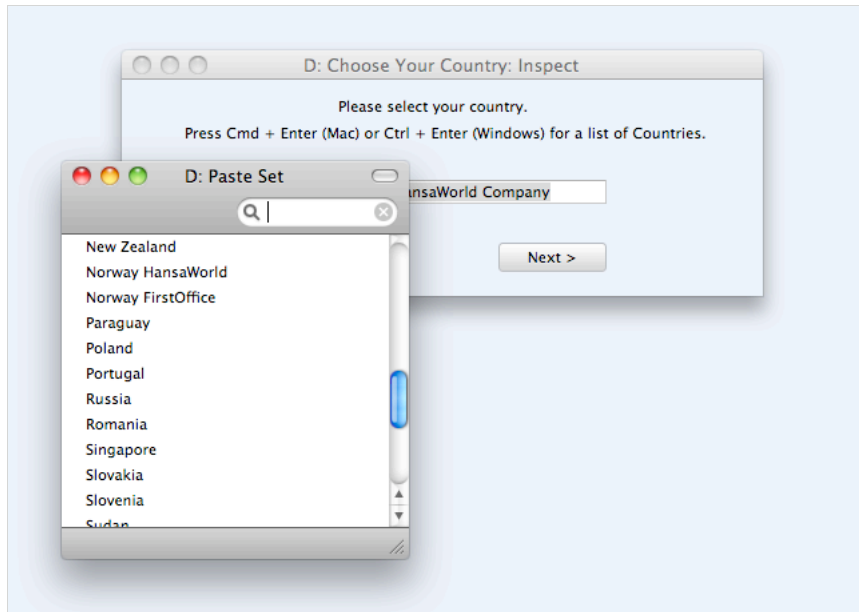 D: Choose Your Country: Inspect
Please select your country.
Press Cmd + Enter (Mac) or Ctrl + Enter (Windows) for a list of Countries.
D: Paste Set
Company
Next >
New Zealand
Norway HansaWorld
Norway FirstOffice
Paraguay
Poland
Portugal
Russia
Romania
Singapore
Slovakia
Slovenia
Sudan